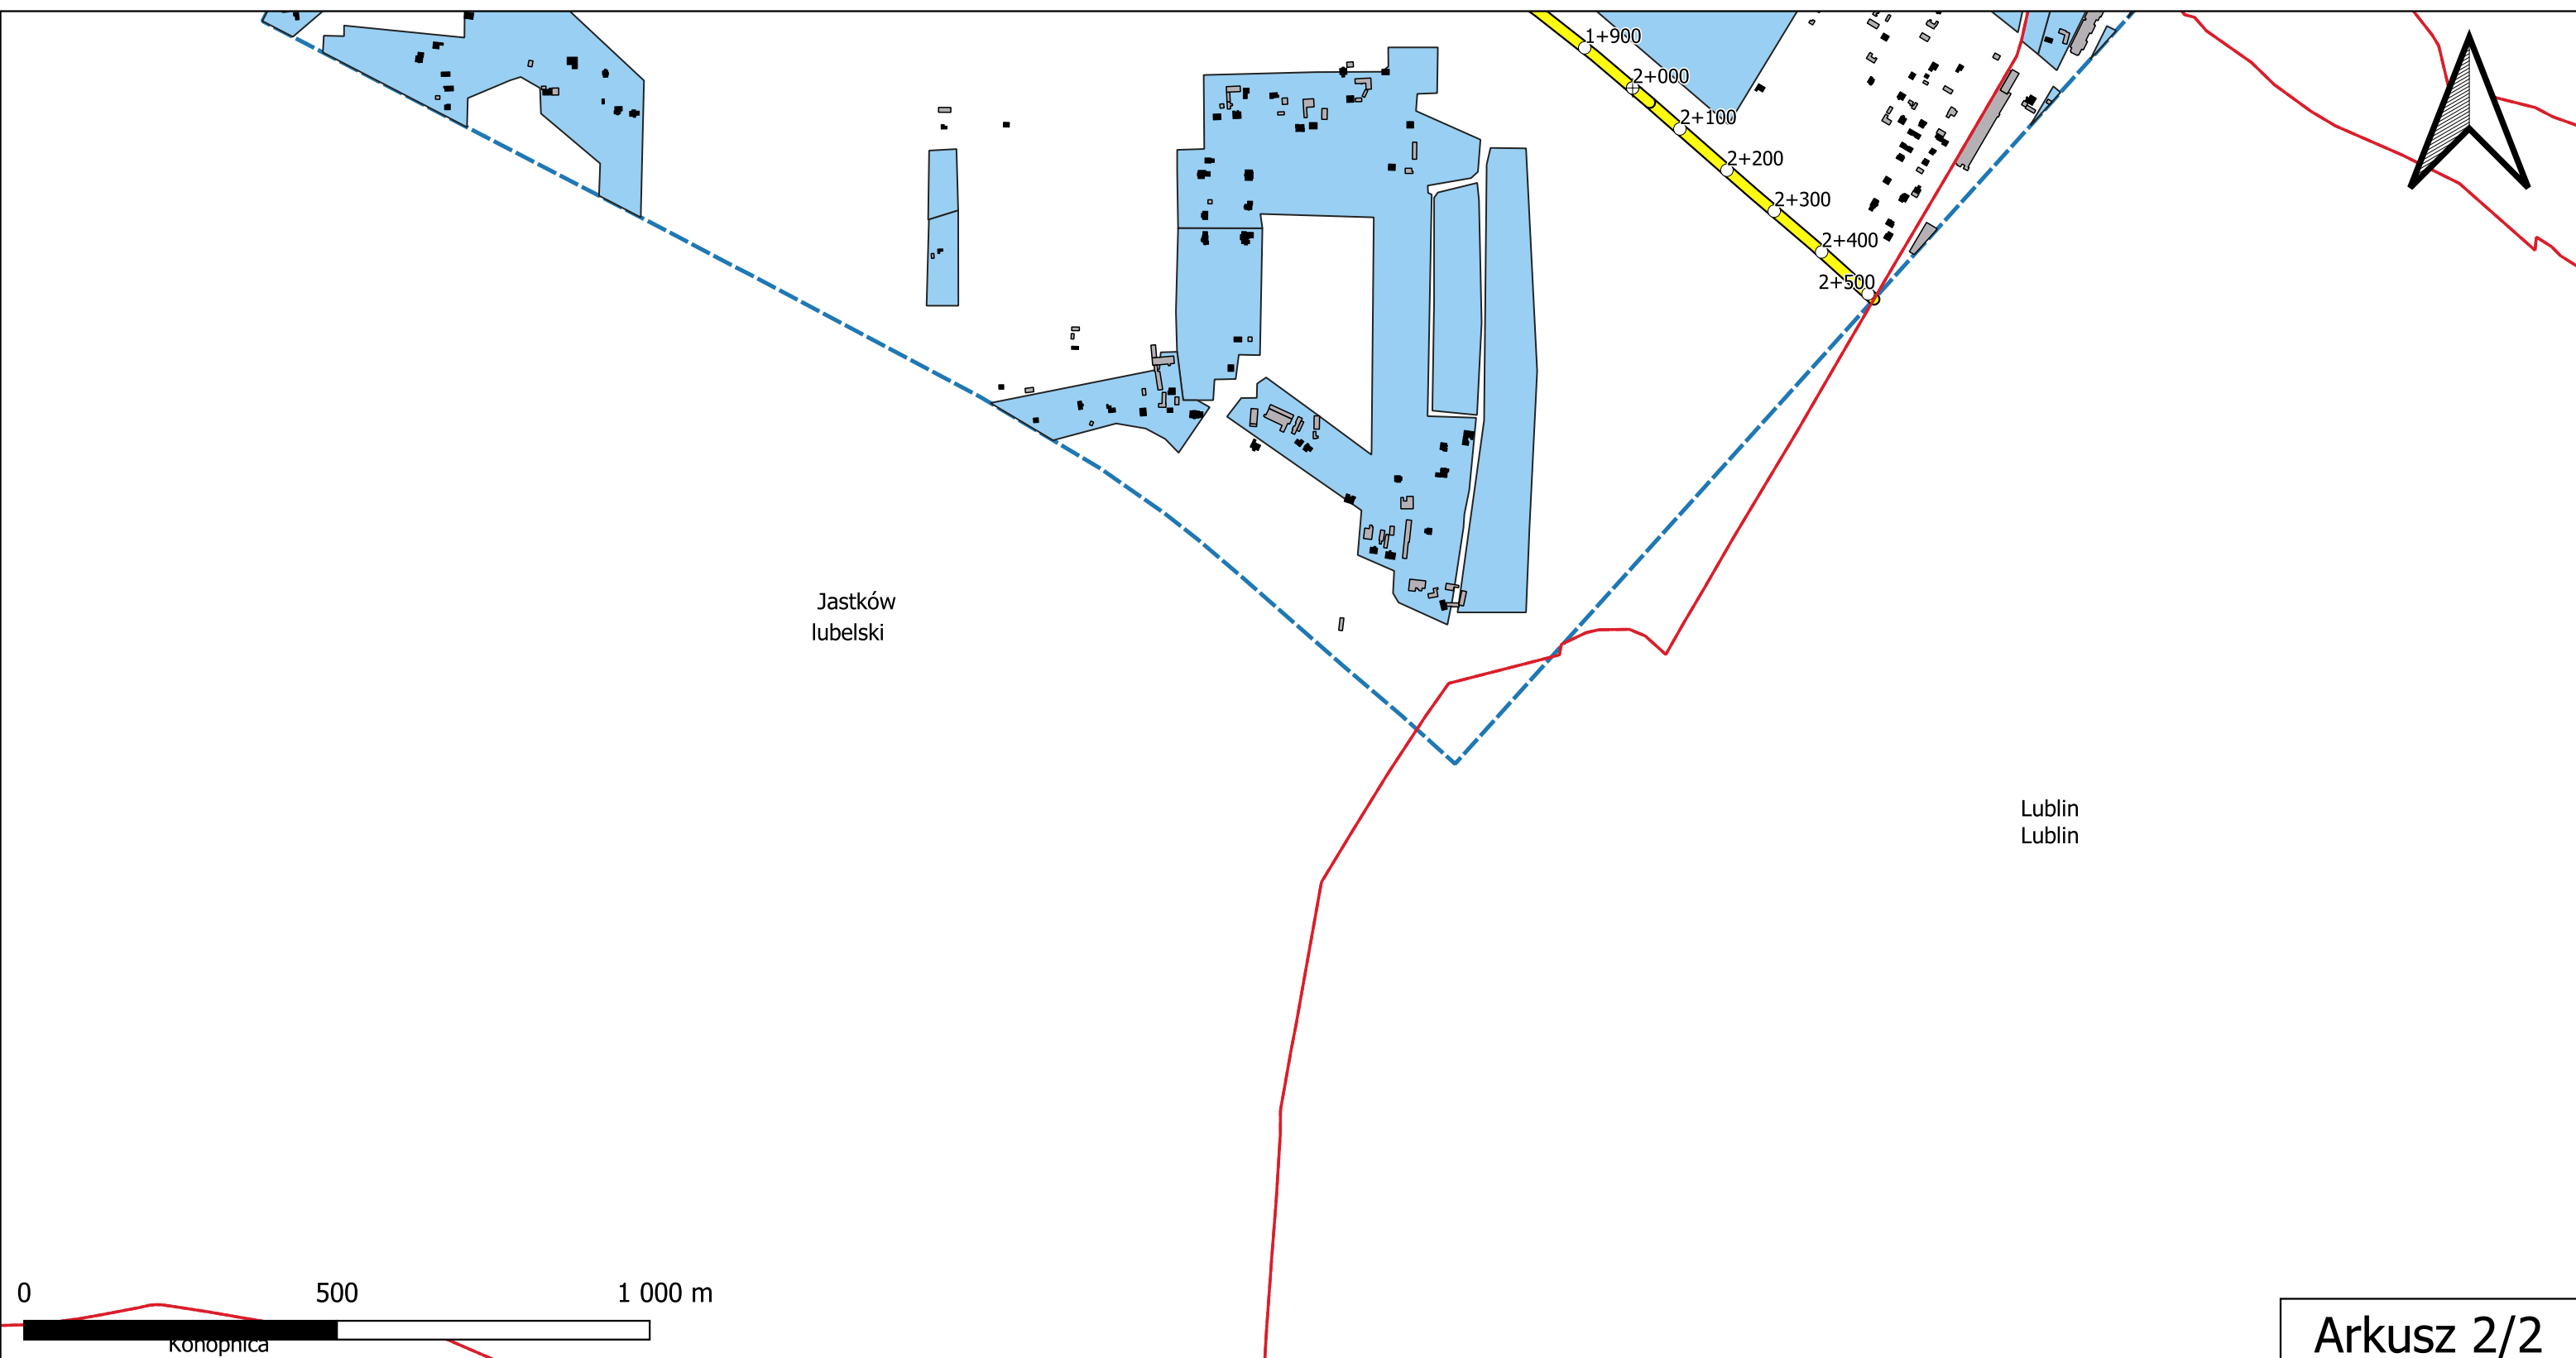 1+900
2+000
2+100
2+200
2+300
2+400
2+500
Jastków
lubelski
Lublin
Lublin
0 500 1 000 m
Konopnica
Arkusz 2/2